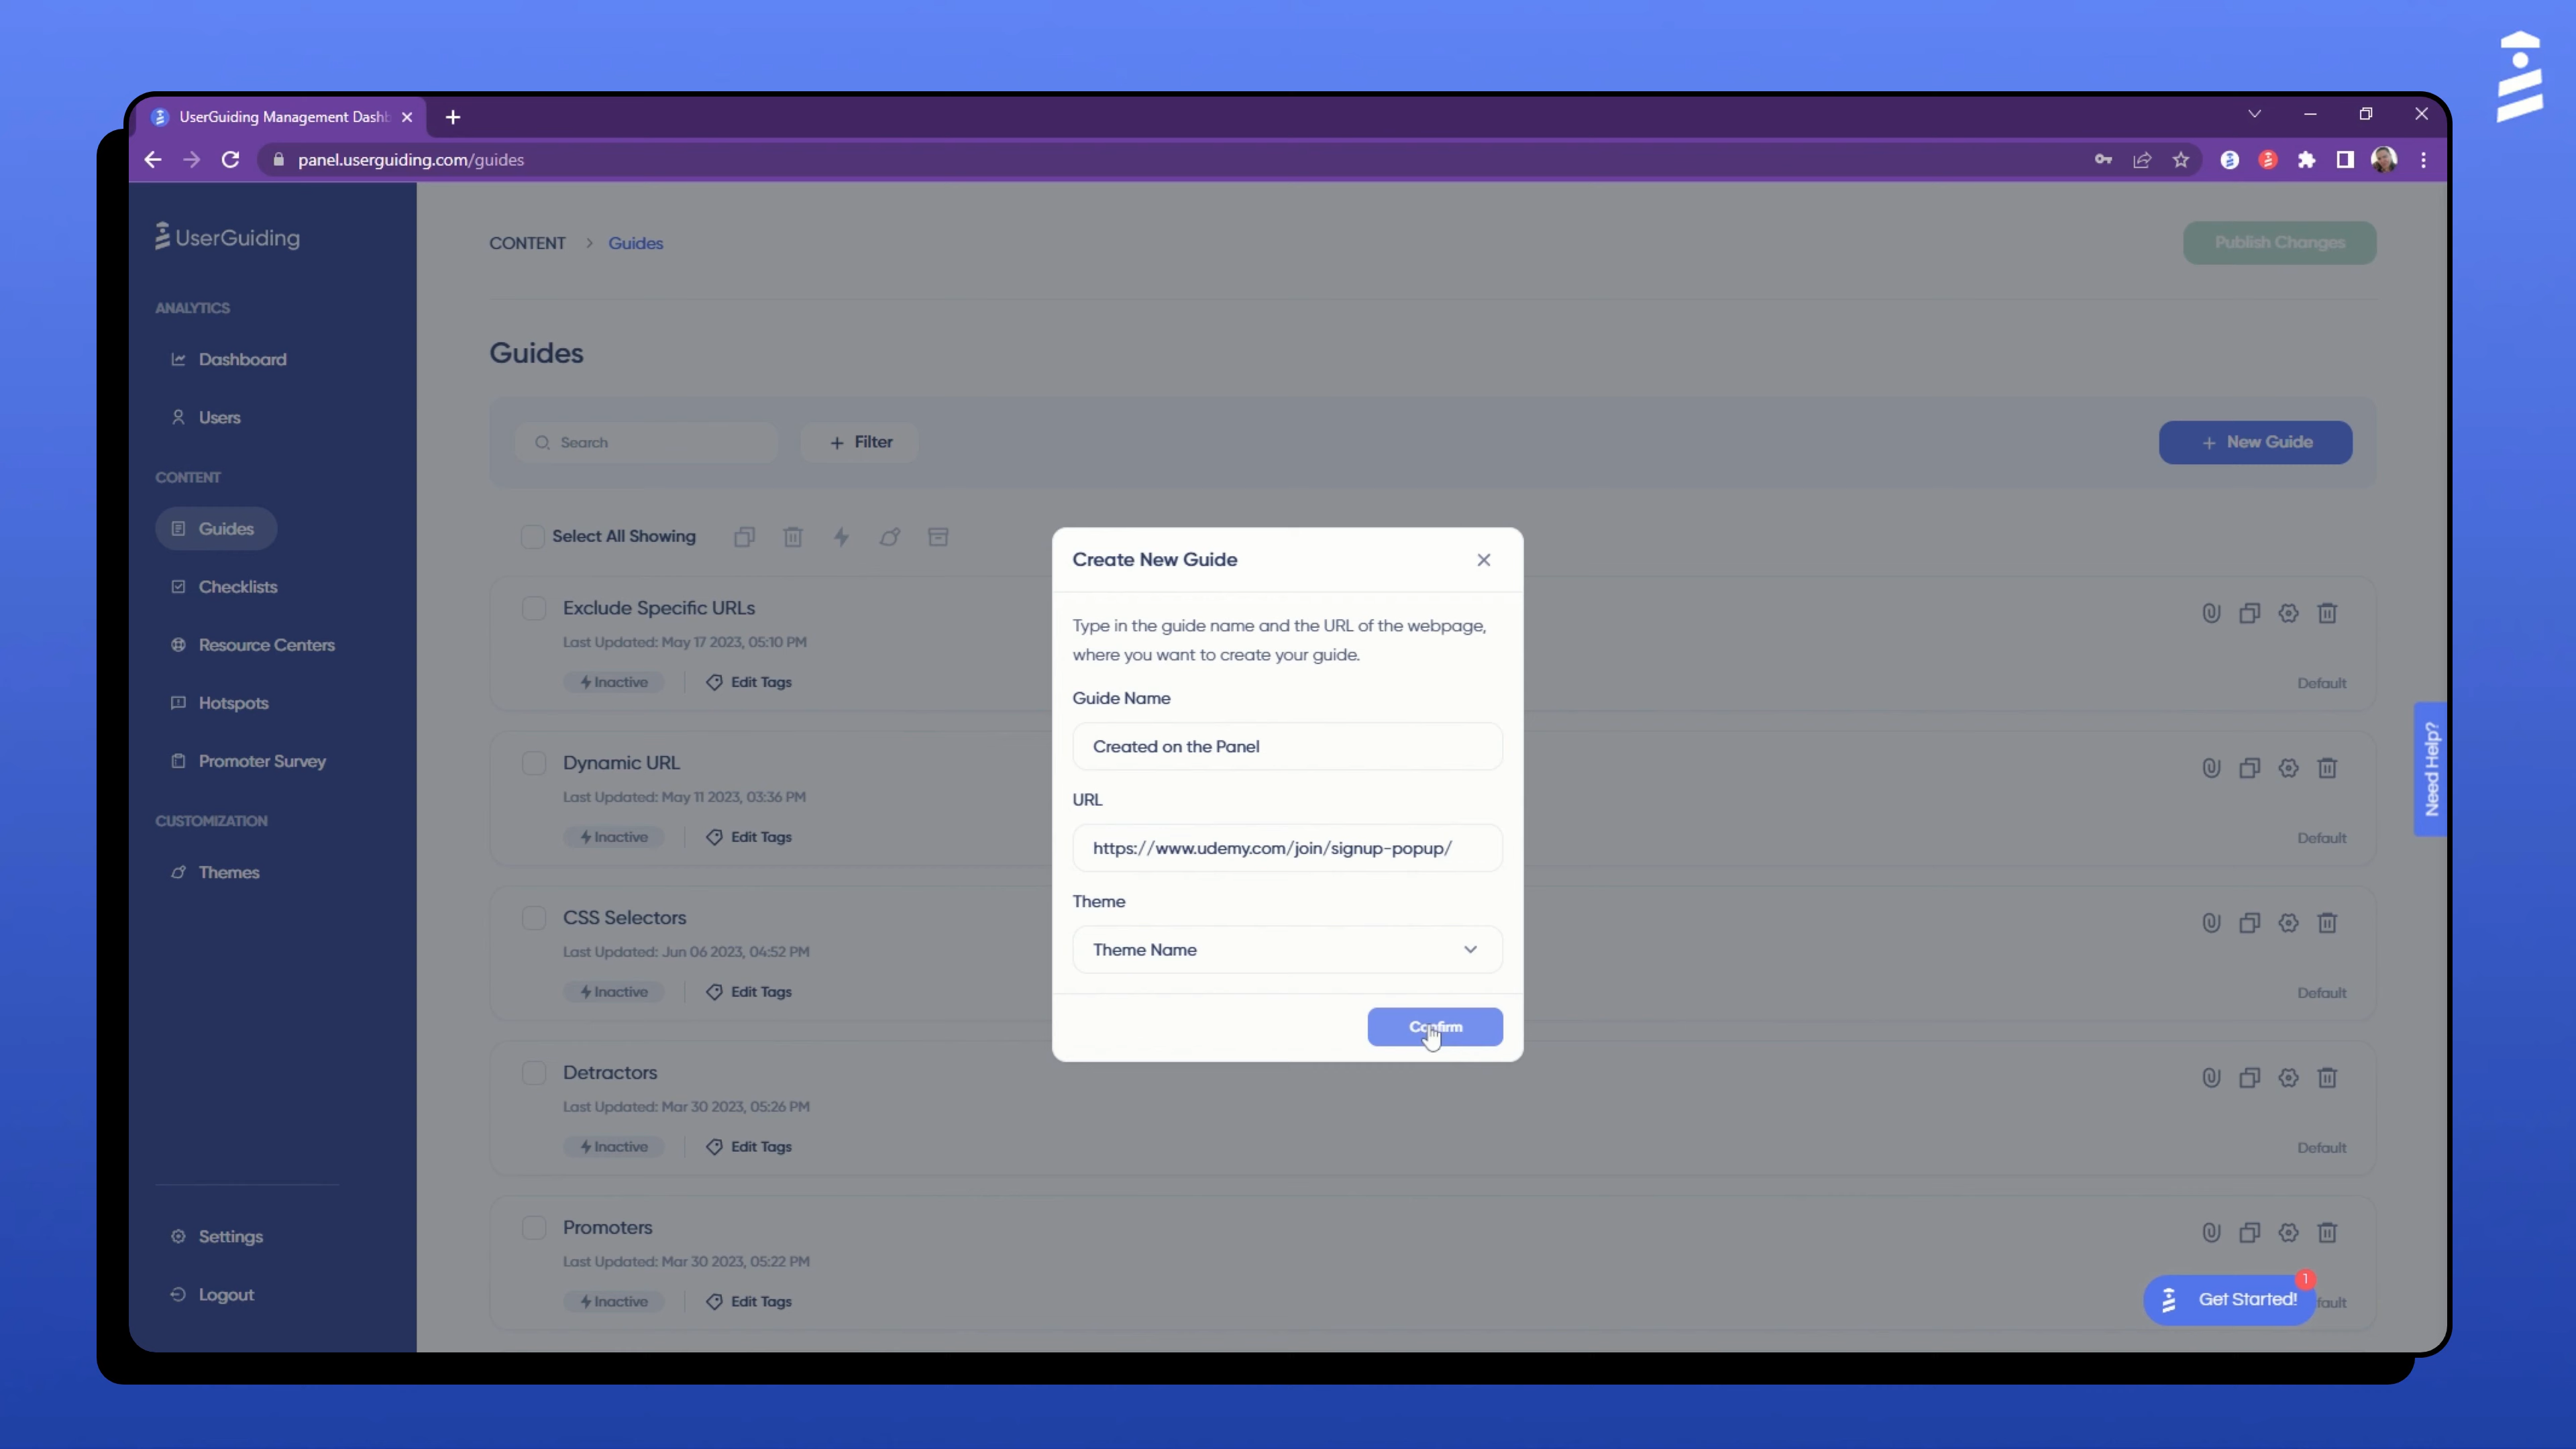 UserGuiding Management Dashb
panel.userguiding.com/guides
UserGuiding
ANALYTICS
Dashboard
Users
CONTENT
Guides
Checklists
Resource Centers
Hotspots
Promoter Survey
CUSTOMIZATION
Themes
Settings
Logout
CONTENT > Guides
Publish Changes
Guides
Search
+ Filter
+ New Guide
Select All Showing
Exclude Specific URLs
Last Updated: May 17 2023, 05:10 PM
Inactive
Edit Tags
Default
Dynamic URL
Last Updated: May 11 2023, 03:36 PM
Inactive
Edit Tags
Default
CSS Selectors
Last Updated: Jun 06 2023, 04:52 PM
Inactive
Edit Tags
Default
Detractors
Last Updated: Mar 30 2023, 05:26 PM
Inactive
Edit Tags
Default
Promoters
Last Updated: Mar 30 2023, 05:22 PM
Inactive
Edit Tags
fault
Create New Guide
Type in the guide name and the URL of the webpage,
where you want to create your guide.
Guide Name
Created on the Panel
URL
https://www.udemy.com/join/signup-popup/
Theme
Theme Name
Confirm
Need Help?
Get Started!
1